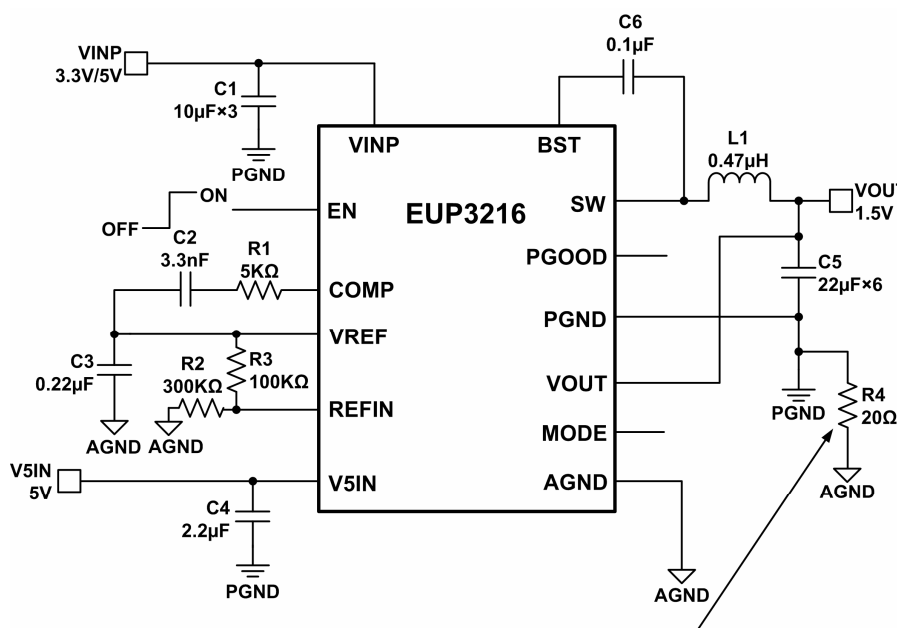 C6
0.1µF
VINP
3.3V/5V
C1
10µF×3
PGND
VINP
BST
L1
0.47µH
OFF
ON
EN
EUP3216
SW
VOUT
1.5V
C2
3.3nF
R1
5KΩ
COMP
PGOOD
C5
22µF×6
VREF
PGND
C3
0.22µF
R2
300KΩ
R3
100KΩ
REFIN
VOUT
PGND
R4
20Ω
AGND
AGND
MODE
V5IN
5V
V5IN
AGND
AGND
C4
2.2µF
PGND
AGND